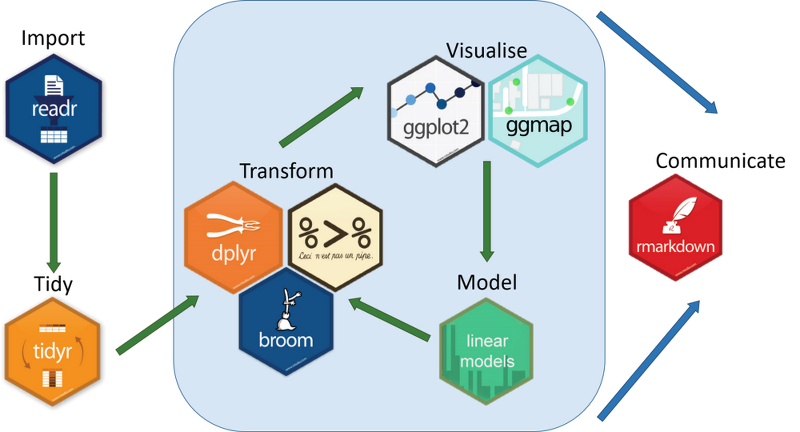 Import
readr
Tidy
tidyr
Transform
dplyr
%>%
Ceci n'est pas un pipe.
broom
Visualise
ggplot2
ggmap
Model
linear
models
Communicate
rmarkdown